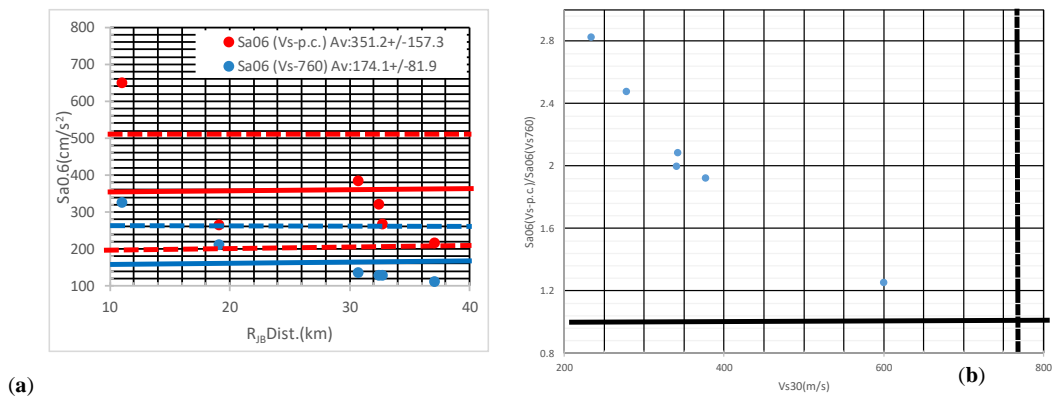 800
700
600
500
400
300
200
100
Sa0.6(cm/s²)
Sa06 (Vs-p.c.) Av:351.2+/-157.3
Sa06 (Vs-760) Av:174.1+/-81.9
10 20 30 40
R_JB Dist.(km)
(a)
2.8
2.4
2
1.6
1.2
0.8
Sa06(Vs-p.c.)/Sa06(Vs760)
200 400 600 800
Vs30(m/s)
(b)